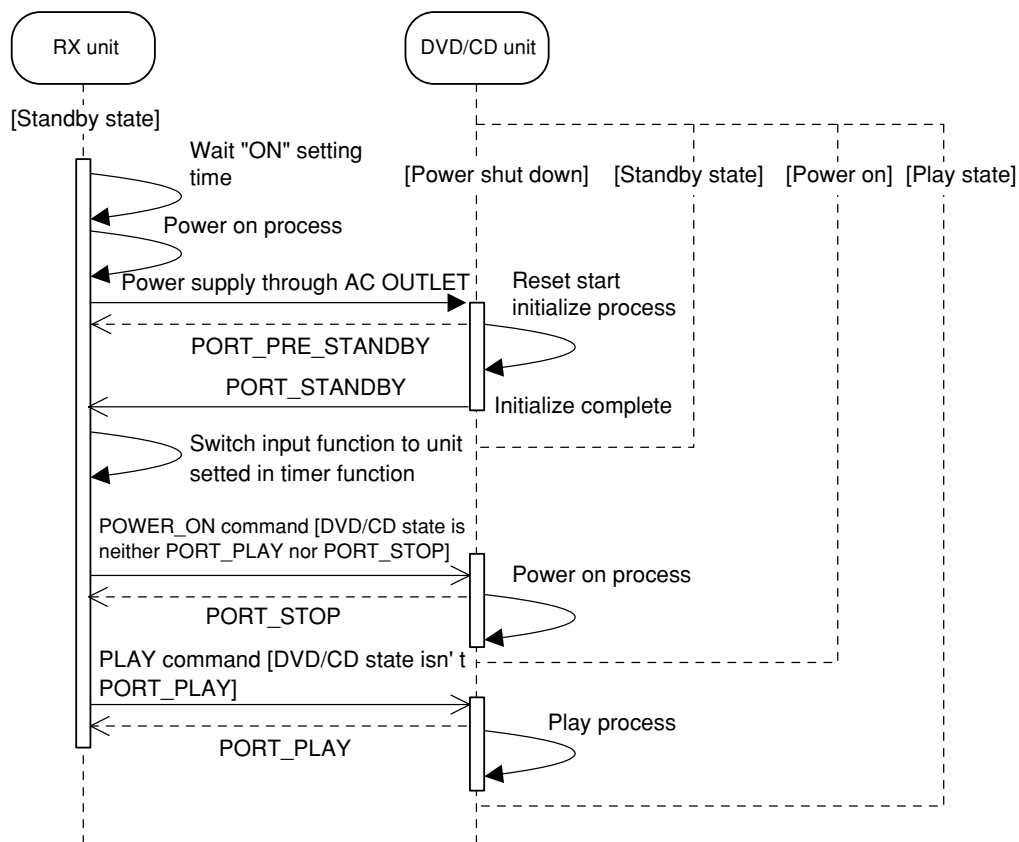 RX unit
DVD/CD unit
[Standby state]
Wait "ON" setting
time
[Power shut down]
[Standby state]
[Power on]
[Play state]
Power on process
Power supply through AC OUTLET
Reset start
initialize process
PORT_PRE_STANDBY
PORT_STANDBY
Initialize complete
Switch input function to unit
setted in timer function
POWER_ON command [DVD/CD state is
neither PORT_PLAY nor PORT_STOP]
Power on process
PORT_STOP
PLAY command [DVD/CD state isn' t
PORT_PLAY]
Play process
PORT_PLAY